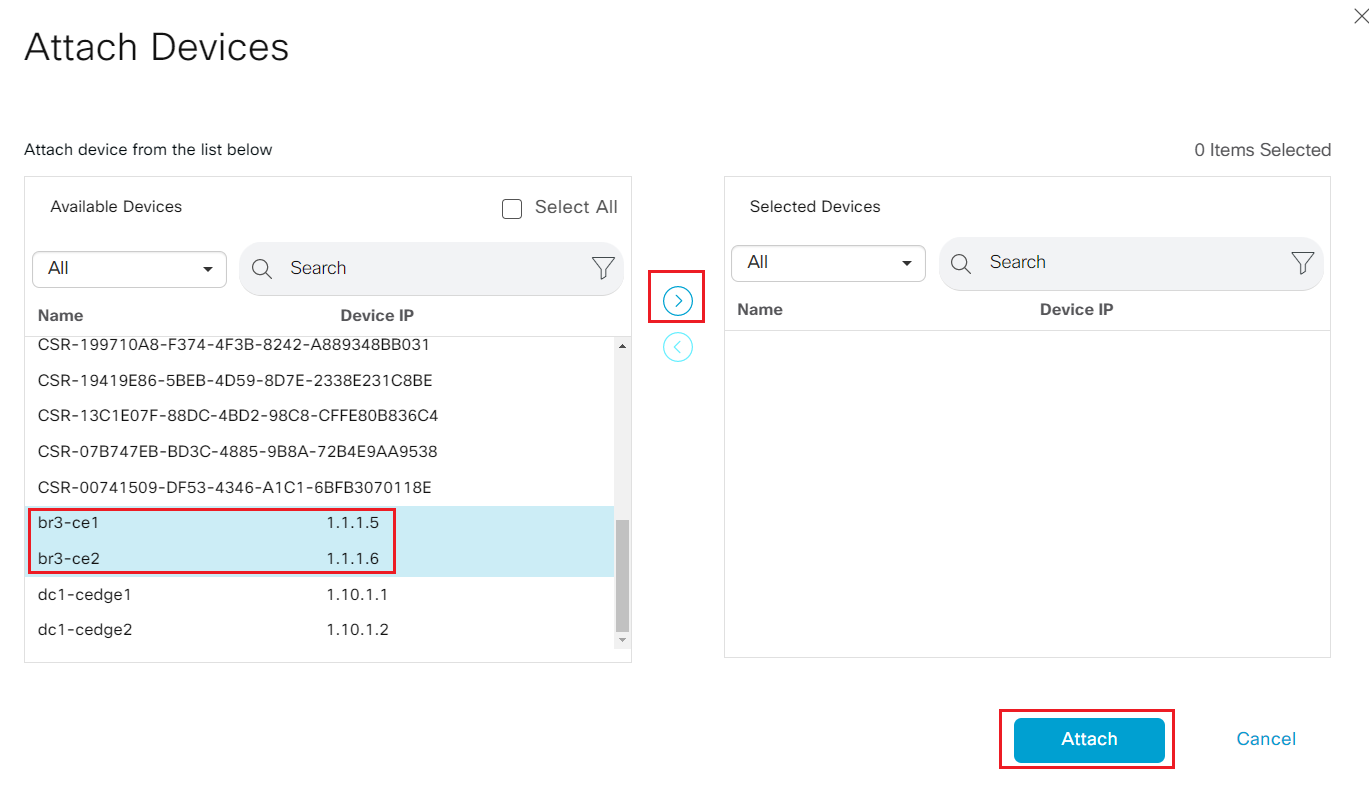 Attach Devices
Attach device from the list below
0 Items Selected
Available Devices
Select All
All
Search
Name Device IP
CSR-199710A8-F374-4F3B-8242-A889348BB031
CSR-19419E86-5BEB-4D59-8D7E-2338E231C8BE
CSR-13C1E07F-88DC-4BD2-98C8-CFFE80B836C4
CSR-07B747EB-BD3C-4885-9B8A-72B4E9AA9538
CSR-00741509-DF53-4346-A1C1-6BFB3070118E
br3-ce1 1.1.1.5
br3-ce2 1.1.1.6
dc1-cedge1 1.10.1.1
dc1-cedge2 1.10.1.2
Selected Devices
All
Search
Name Device IP
Attach
Cancel